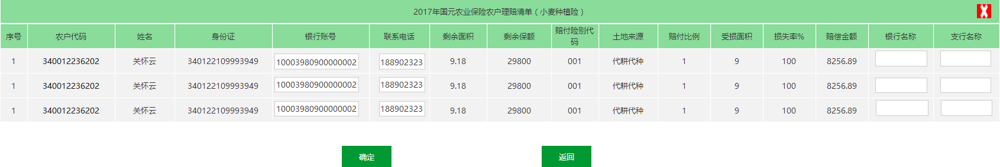 2017年国元农业保险农户理赔清单（小麦种植险）
X
序号 农户代码 姓名 身份证 银行账号 联系电话 剩余面积 剩余保额 赔付险别代码 土地来源 赔付比例 受损面积 损失率% 赔偿金额 银行名称 支行名称
1 340012236202 关怀云 340122109993949 10003980900000002 188902323 9.18 29800 001 代耕代种 1 9 100 8256.89
1 340012236202 关怀云 340122109993949 10003980900000002 188902323 9.18 29800 001 代耕代种 1 9 100 8256.89
1 340012236202 关怀云 340122109993949 10003980900000002 188902323 9.18 29800 001 代耕代种 1 9 100 8256.89
确定 返回